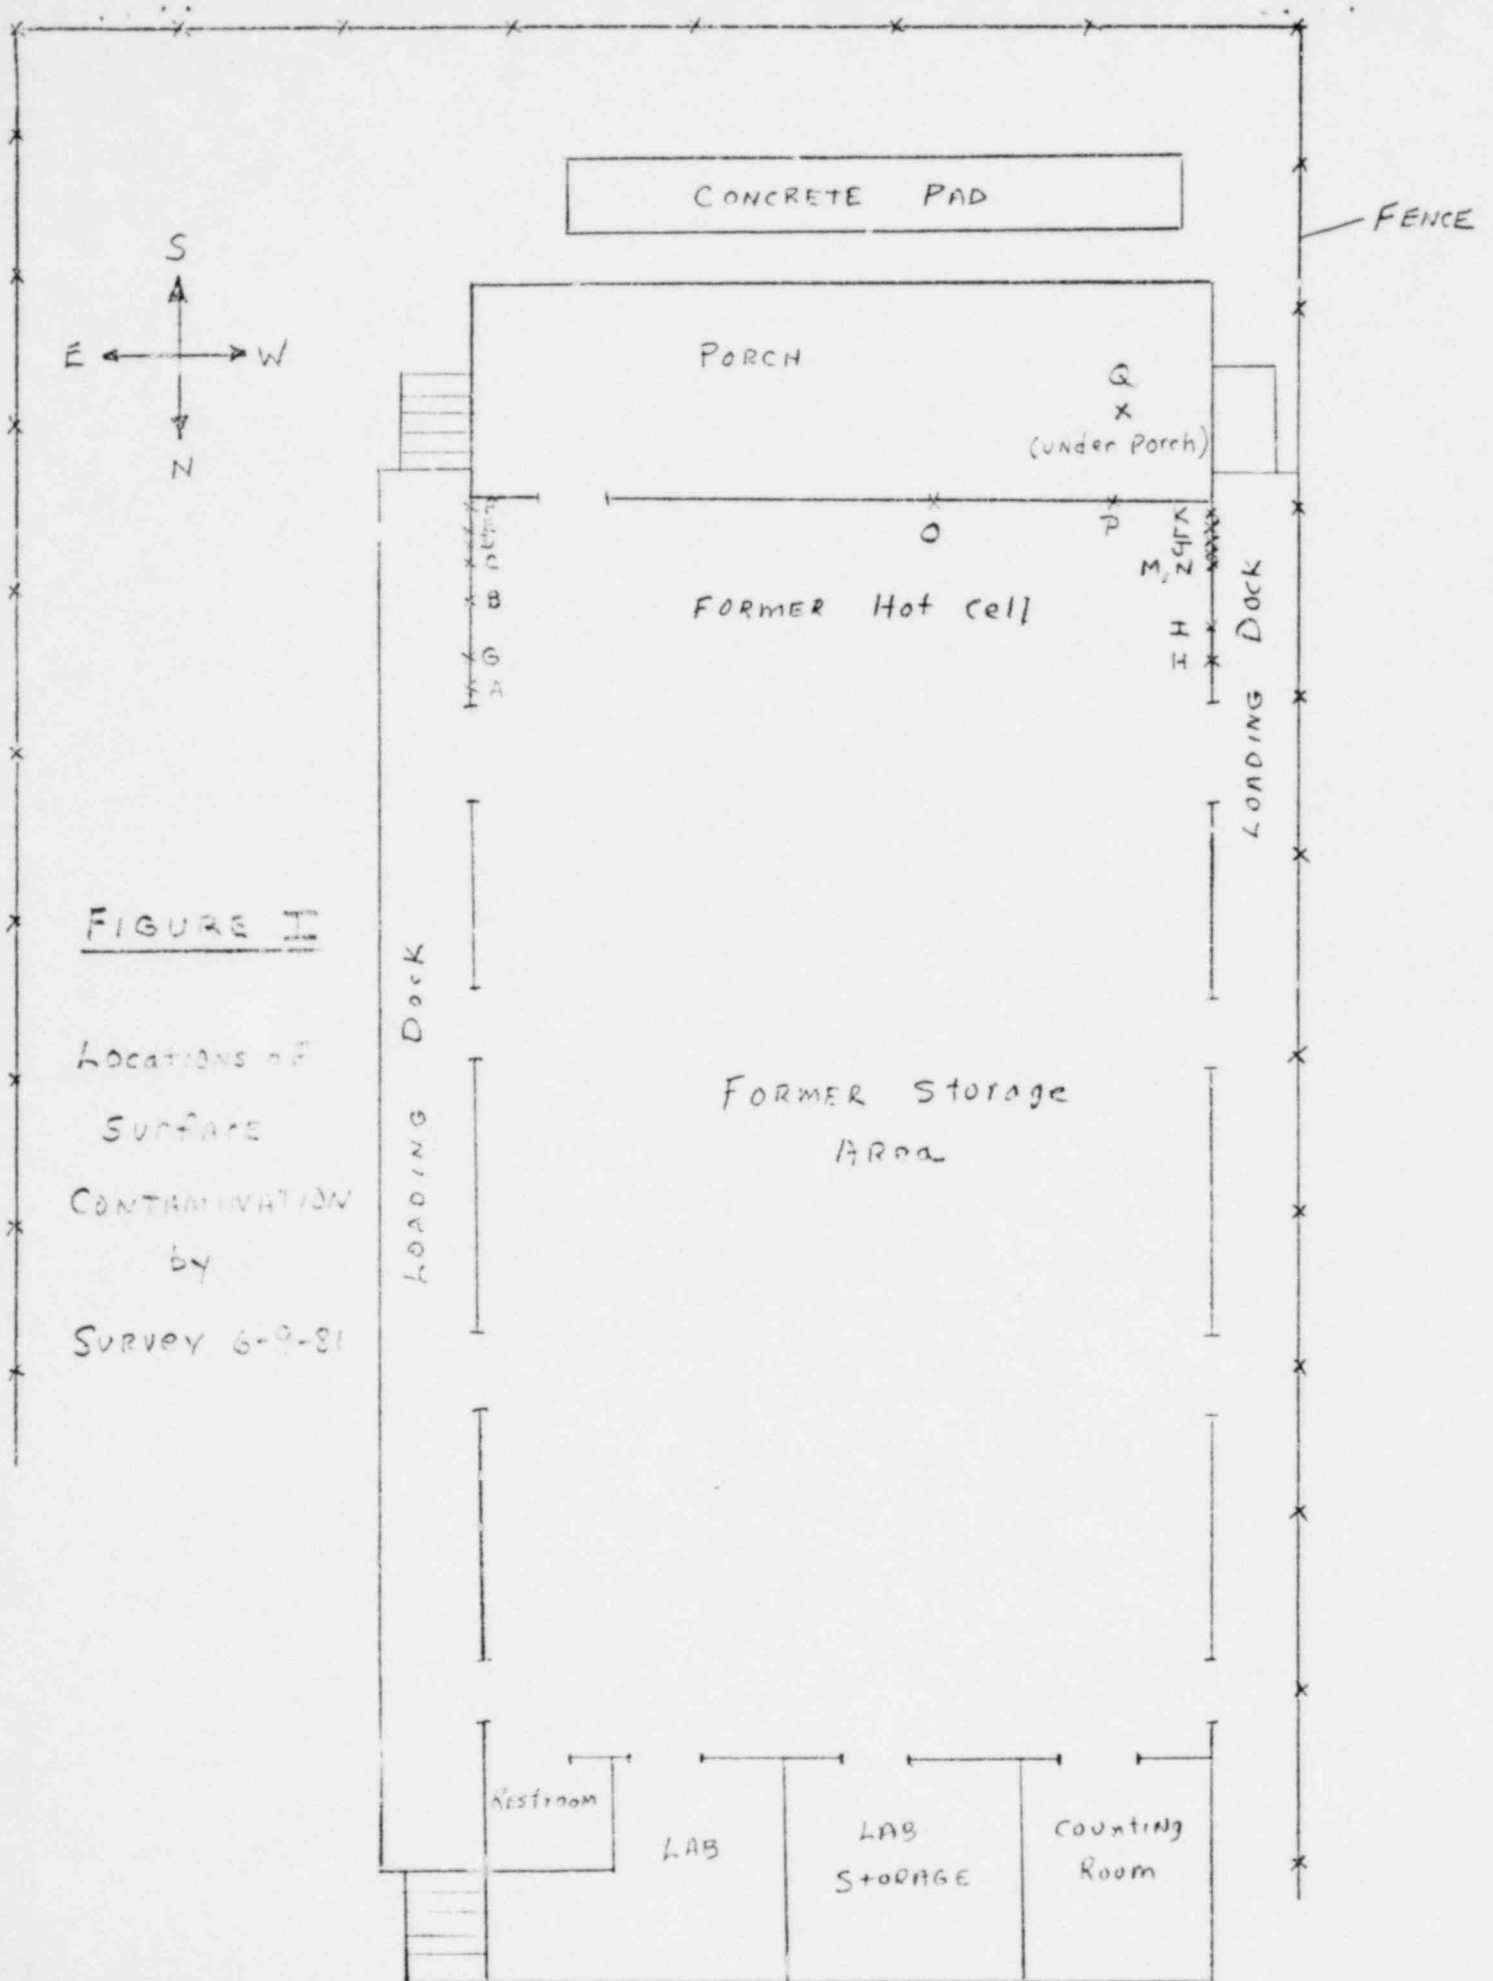 CONCRETE PAD
FENCE
S
E W
N
PORCH
Q
(under Porch)
O
P
M, N
I
H
C
B
G
A
FORMER Hot Cell
LOADING Dock
FIGURE I
Locations of
Surface
CONTAMINATION
by
Survey 6-9-81
LOADING Dock
FORMER Storage
Area
Restroom
LAB
LAB
Storage
Counting
Room